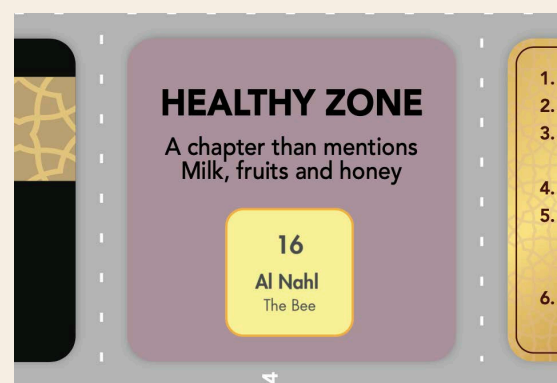 HEALTHY ZONE
A chapter than mentions
Milk, fruits and honey
16
Al Nahl
The Bee
4
1.
2.
3.
4.
5.
6.